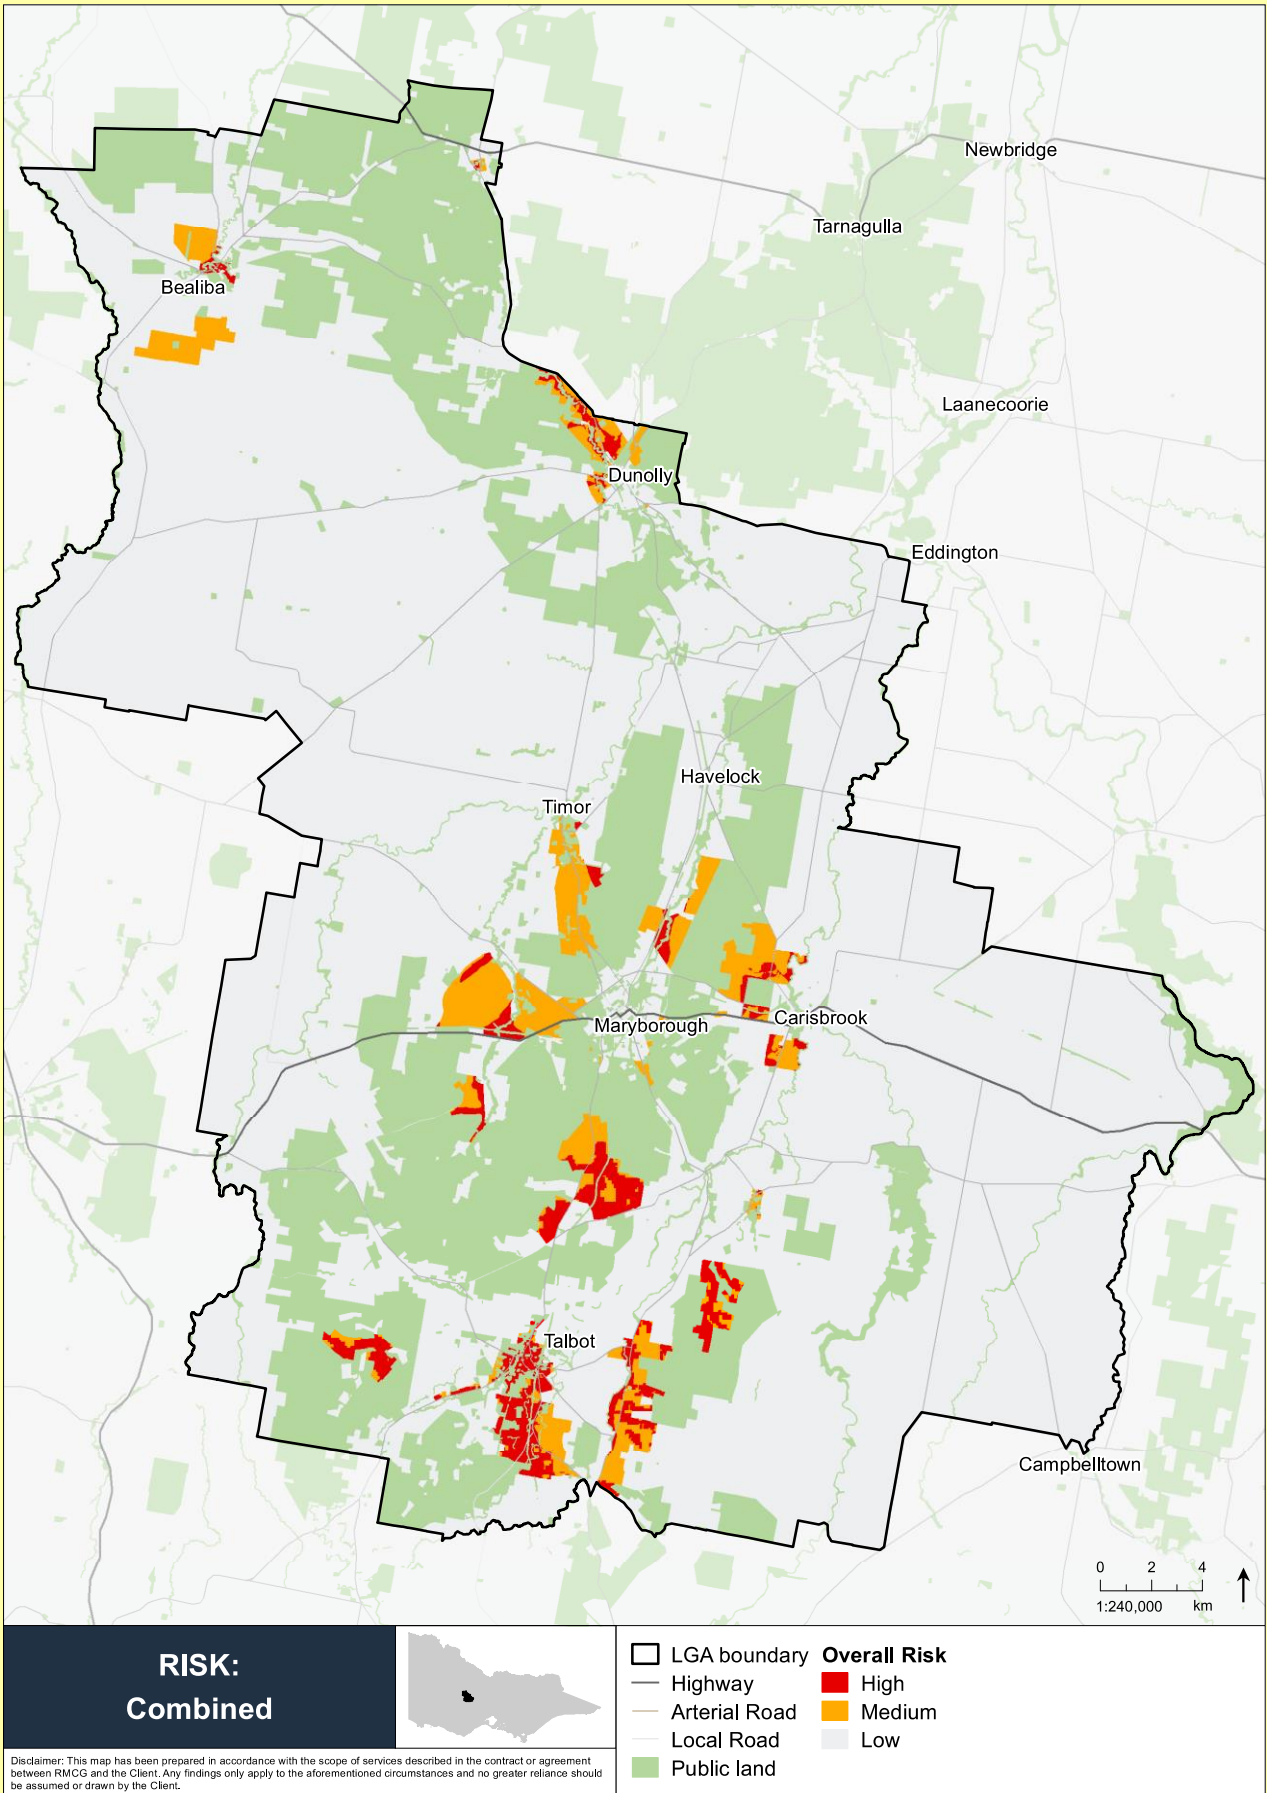 Newbridge
Tarnagulla
Bealiba
Laanecoorie
Dunolly
Eddington
Havelock
Timor
Carisbrook
Maryborough
Talbot
Campbelltown
0 2 4
1:240,000 km
RISK:
Combined
LGA boundary
Highway
Arterial Road
Local Road
Public land
Overall Risk
High
Medium
Low
Disclaimer: This map has been prepared in accordance with the scope of services described in the contract or agreement
between RMCG and the Client. Any findings only apply to the aforementioned circumstances and no greater reliance should
be assumed or drawn by the Client.